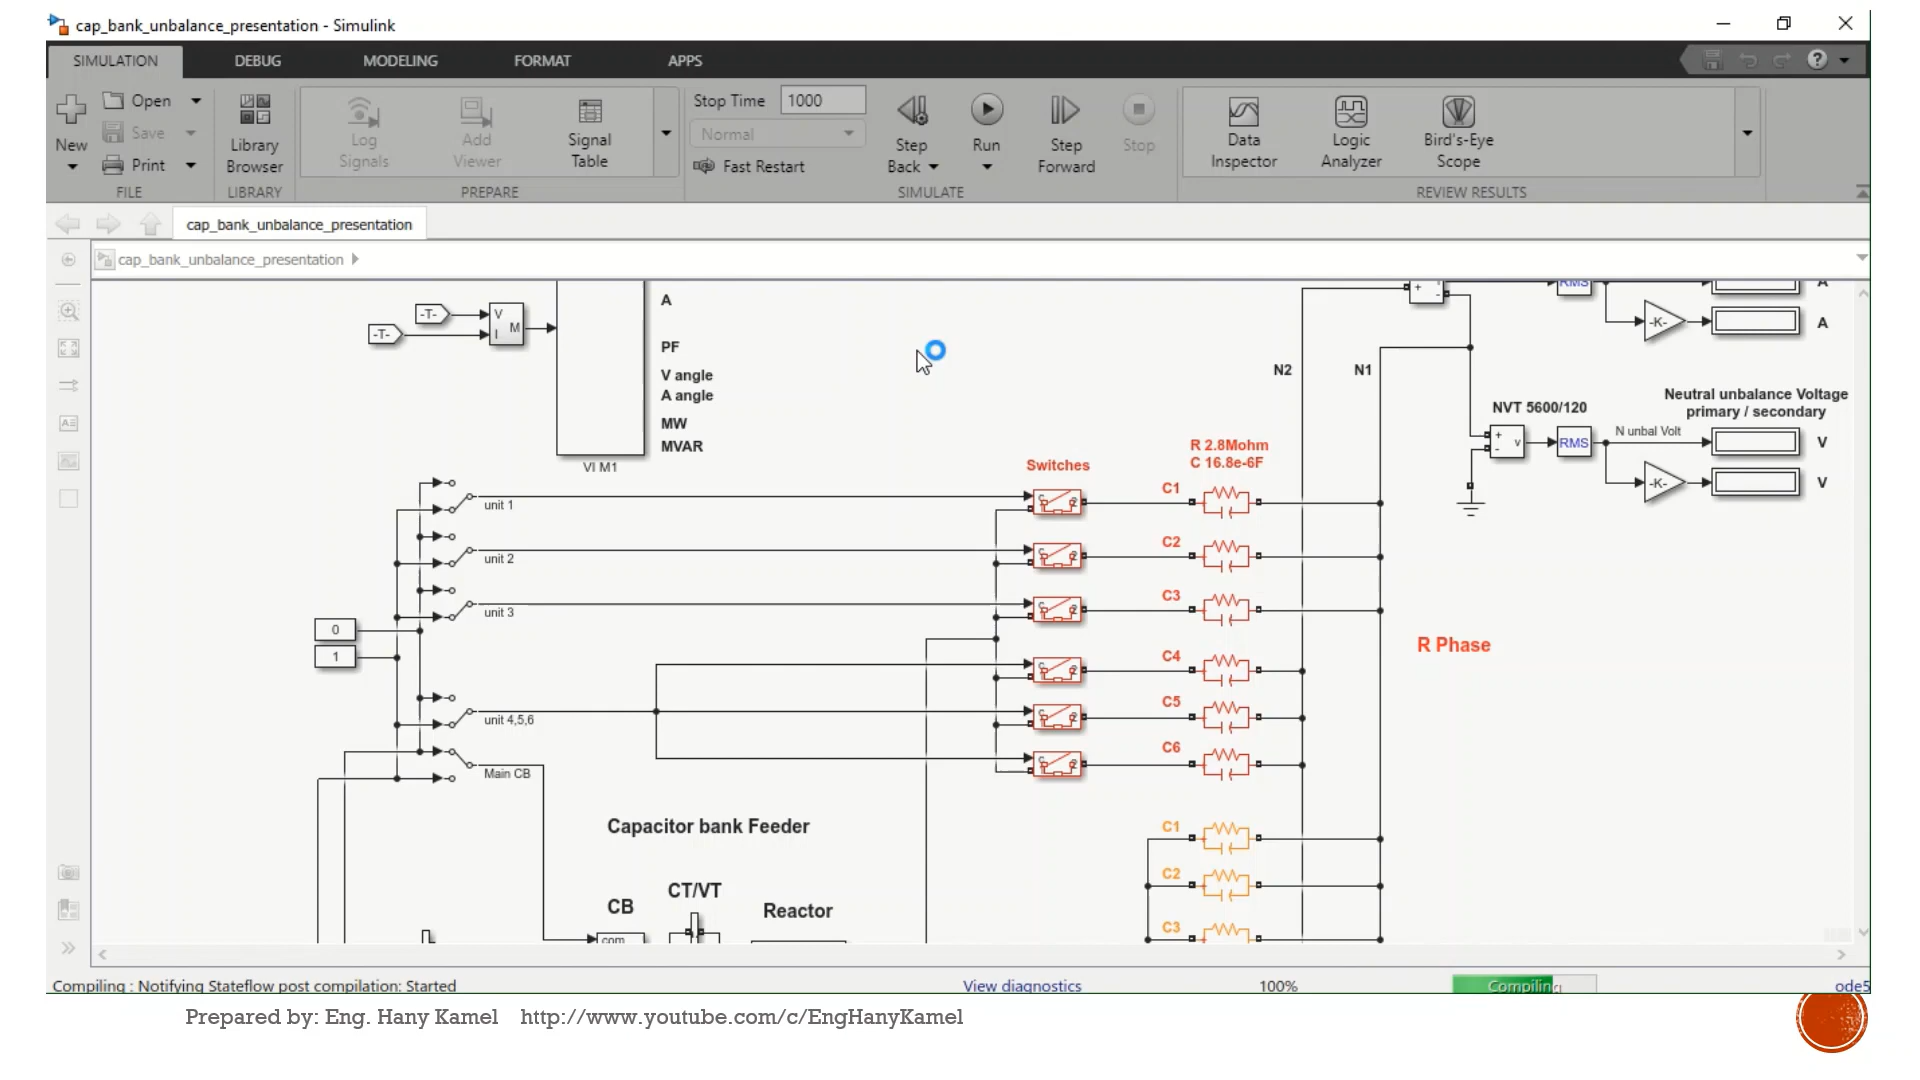 cap_bank_unbalance_presentation - Simulink
SIMULATION DEBUG MODELING FORMAT APPS
New
Open
Save
Print
FILE
Library
Browser
LIBRARY
Log
Signals
Add
Viewer
Signal
Table
PREPARE
Stop Time 1000
Normal
Fast Restart
Step
Back
Run
Step
Forward
Stop
SIMULATE
Data
Inspector
Logic
Analyzer
Bird's-Eye
Scope
REVIEW RESULTS
cap_bank_unbalance_presentation
cap_bank_unbalance_presentation
-T-
-T-
V
I
M
A
PF
V angle
A angle
MW
MVAR
VI M1
RMS
A
-K-
A
N2
N1
NVT 5600/120
Neutral unbalance Voltage
primary / secondary
v
RMS
N unbal Volt
V
-K-
V
R 2.8Mohm
C 16.8e-6F
Switches
unit 1
C1
unit 2
C2
unit 3
C3
0
1
R Phase
C4
unit 4,5,6
C5
C6
Main CB
Capacitor bank Feeder
C1
C2
C3
CB
CT/VT
Reactor
com
Compiling : Notifying Stateflow post compilation: Started
View diagnostics
100%
Compiling
ode5
Prepared by: Eng. Hany Kamel http://www.youtube.com/c/EngHanyKamel